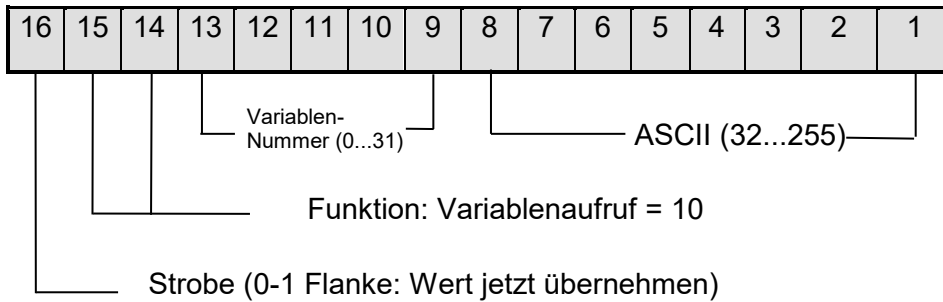 16 15 14 13 12 11 10 9 8 7 6 5 4 3 2 1
Variablen-
Nummer (0...31)
ASCII (32...255)
Funktion: Variablenaufruf = 10
Strobe (0-1 Flanke: Wert jetzt übernehmen)